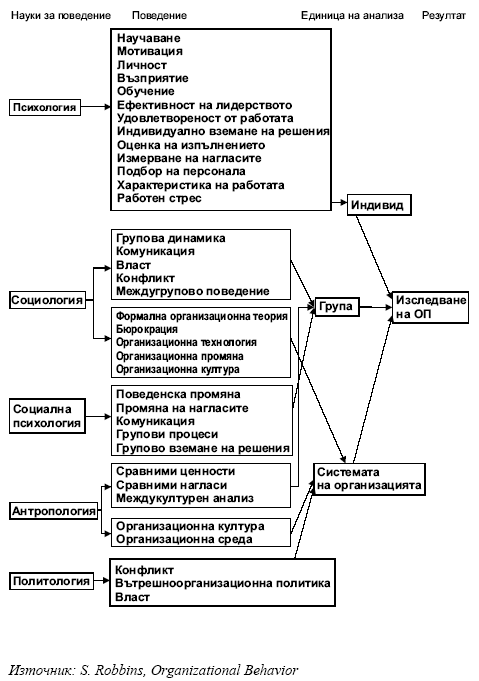 Науки за поведение Поведение Единица на анализа Резултат
Психология
Научаване
Мотивация
Личност
Възприятие
Обучение
Ефективност на лидерството
Удовлетвореност от работата
Индивидуално вземане на решения
Оценка на изпълнението
Измерване на нагласите
Подбор на персонала
Характеристика на работата
Работен стрес
Индивид
Социология
Групова динамика
Комуникация
Власт
Конфликт
Междугрупово поведение
Формална организационна теория
Бюрокрация
Организационна технология
Организационна промяна
Организационна култура
Група
Изследване
на ОП
Социална
психология
Поведенска промяна
Промяна на нагласите
Комуникация
Групови процеси
Групово вземане на решения
Антропология
Сравними ценности
Сравними нагласи
Междукултурен анализ
Организационна култура
Организационна среда
Системата
на организацията
Политология
Конфликт
Вътрешноорганизационна политика
Власт
Източник: S. Robbins, Organizational Behavior